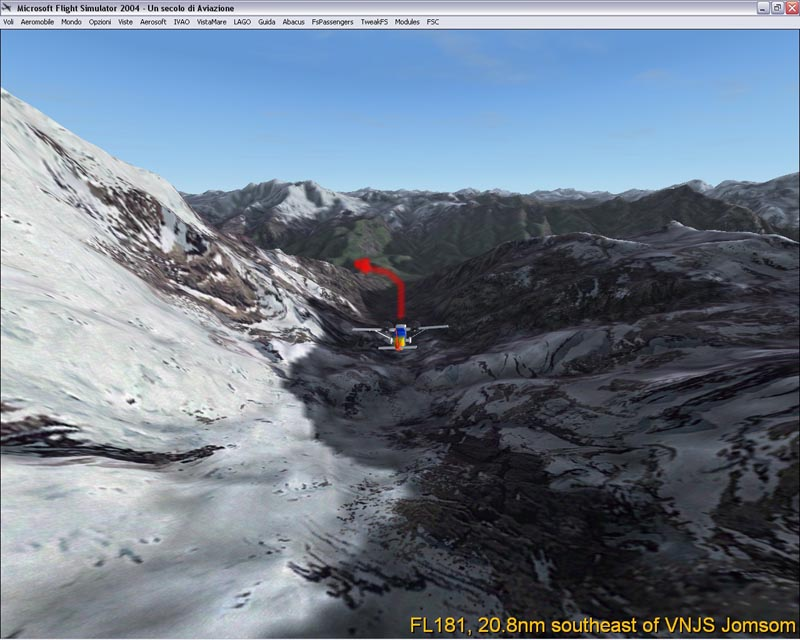 Microsoft Flight Simulator 2004 - Un secolo di Aviazione
Voli Aeromobile Mondo Opzioni Viste Aerosoft IVAO VistaMare LAGO Guida Abacus FsPassengers TweakFS Modules FSC
FL181, 20.8nm southeast of VNJS Jomsom